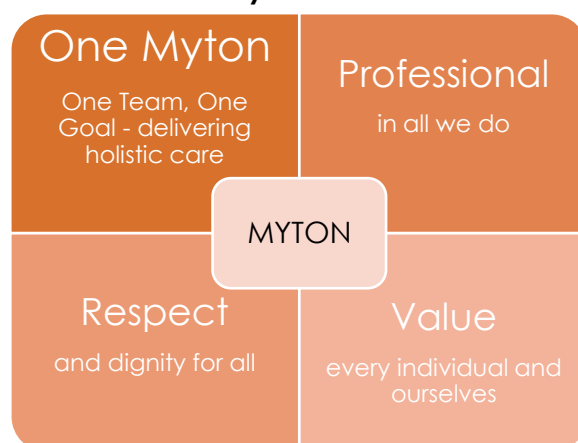 One Myton
One Team, One
Goal - delivering
holistic care
Professional
in all we do
MYTON
Respect
and dignity for all
Value
every individual and
ourselves